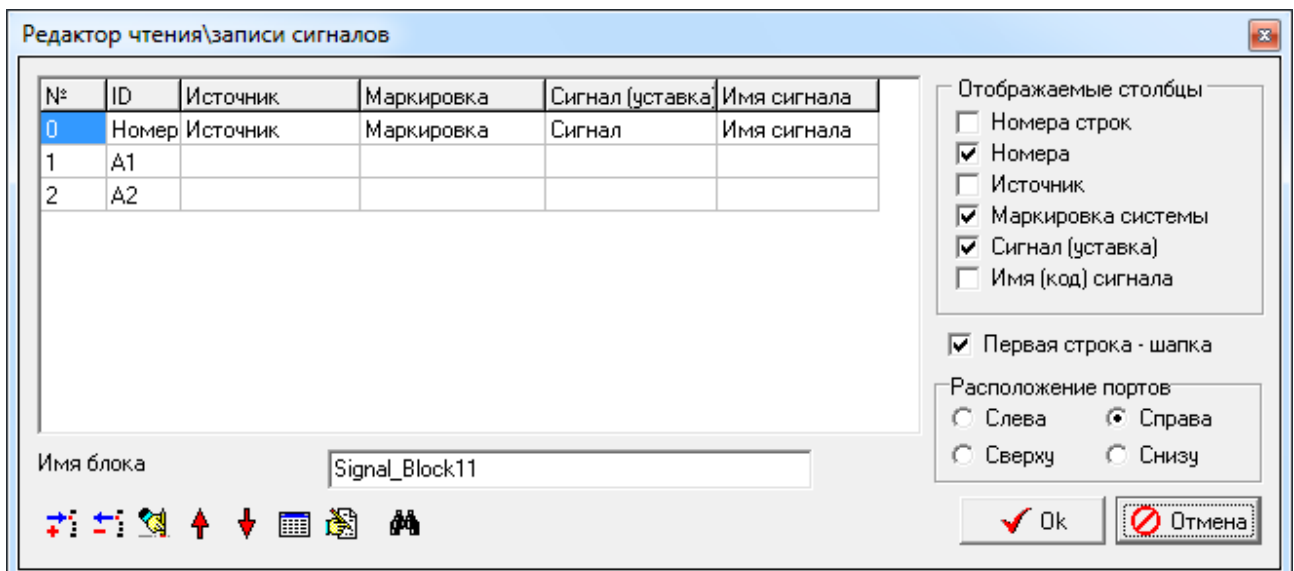 Редактор чтения\записи сигналов
№ ID Источник Маркировка Сигнал (уставка) Имя сигнала
0 Номер Источник Маркировка Сигнал Имя сигнала
1 A1
2 A2
Отображаемые столбцы
Номера строк
Номера
Источник
Маркировка системы
Сигнал (уставка)
Имя (код) сигнала
Первая строка - шапка
Расположение портов
Слева Справа
Сверху Снизу
Имя блока Signal_Block11
Ok Отмена